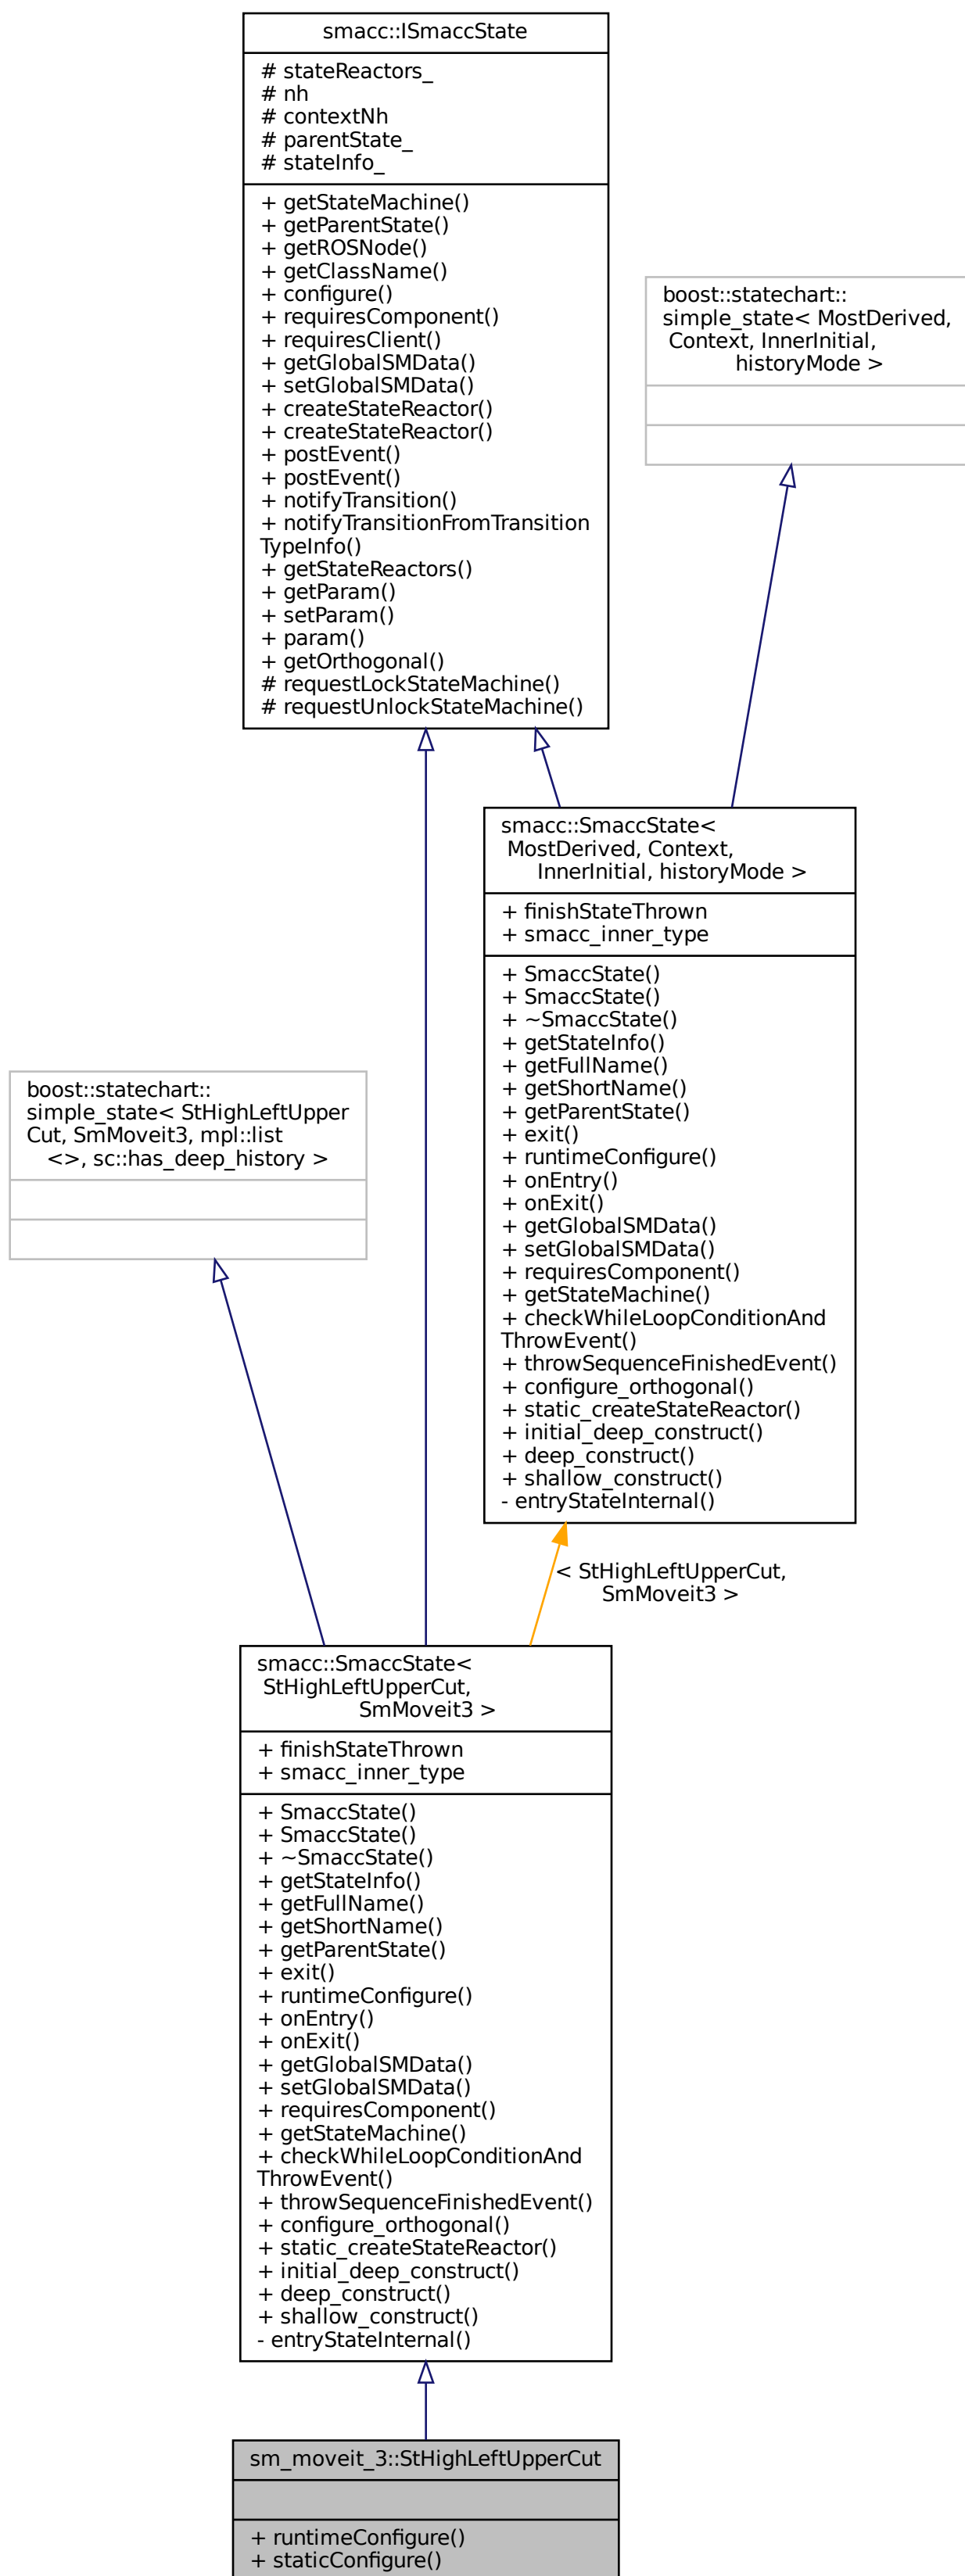 smacc::ISmaccState
# stateReactors_
# nh
# contextNh
# parentState_
# stateInfo_
+ getStateMachine()
+ getParentState()
+ getROSNode()
+ getClassName()
+ configure()
+ requiresComponent()
+ requiresClient()
+ getGlobalSMData()
+ setGlobalSMData()
+ createStateReactor()
+ createStateReactor()
+ postEvent()
+ postEvent()
+ notifyTransition()
+ notifyTransitionFromTransition
TypeInfo()
+ getStateReactors()
+ getParam()
+ setParam()
+ param()
+ getOrthogonal()
# requestLockStateMachine()
# requestUnlockStateMachine()
boost::statechart::
simple_state< MostDerived,
Context, InnerInitial,
historyMode >
smacc::SmaccState<
MostDerived, Context,
InnerInitial, historyMode >
+ finishStateThrown
+ smacc_inner_type
+ SmaccState()
+ SmaccState()
+ ~SmaccState()
+ getStateInfo()
+ getFullName()
+ getShortName()
+ getParentState()
+ exit()
+ runtimeConfigure()
+ onEntry()
+ onExit()
+ getGlobalSMData()
+ setGlobalSMData()
+ requiresComponent()
+ getStateMachine()
+ checkWhileLoopConditionAnd
ThrowEvent()
+ throwSequenceFinishedEvent()
+ configure_orthogonal()
+ static_createStateReactor()
+ initial_deep_construct()
+ deep_construct()
+ shallow_construct()
- entryStateInternal()
boost::statechart::
simple_state< StHighLeftUpper
Cut, SmMoveit3, mpl::list
<>, sc::has_deep_history >
< StHighLeftUpperCut,
SmMoveit3 >
smacc::SmaccState<
StHighLeftUpperCut,
SmMoveit3 >
+ finishStateThrown
+ smacc_inner_type
+ SmaccState()
+ SmaccState()
+ ~SmaccState()
+ getStateInfo()
+ getFullName()
+ getShortName()
+ getParentState()
+ exit()
+ runtimeConfigure()
+ onEntry()
+ onExit()
+ getGlobalSMData()
+ setGlobalSMData()
+ requiresComponent()
+ getStateMachine()
+ checkWhileLoopConditionAnd
ThrowEvent()
+ throwSequenceFinishedEvent()
+ configure_orthogonal()
+ static_createStateReactor()
+ initial_deep_construct()
+ deep_construct()
+ shallow_construct()
- entryStateInternal()
sm_moveit_3::StHighLeftUpperCut
+ runtimeConfigure()
+ staticConfigure()